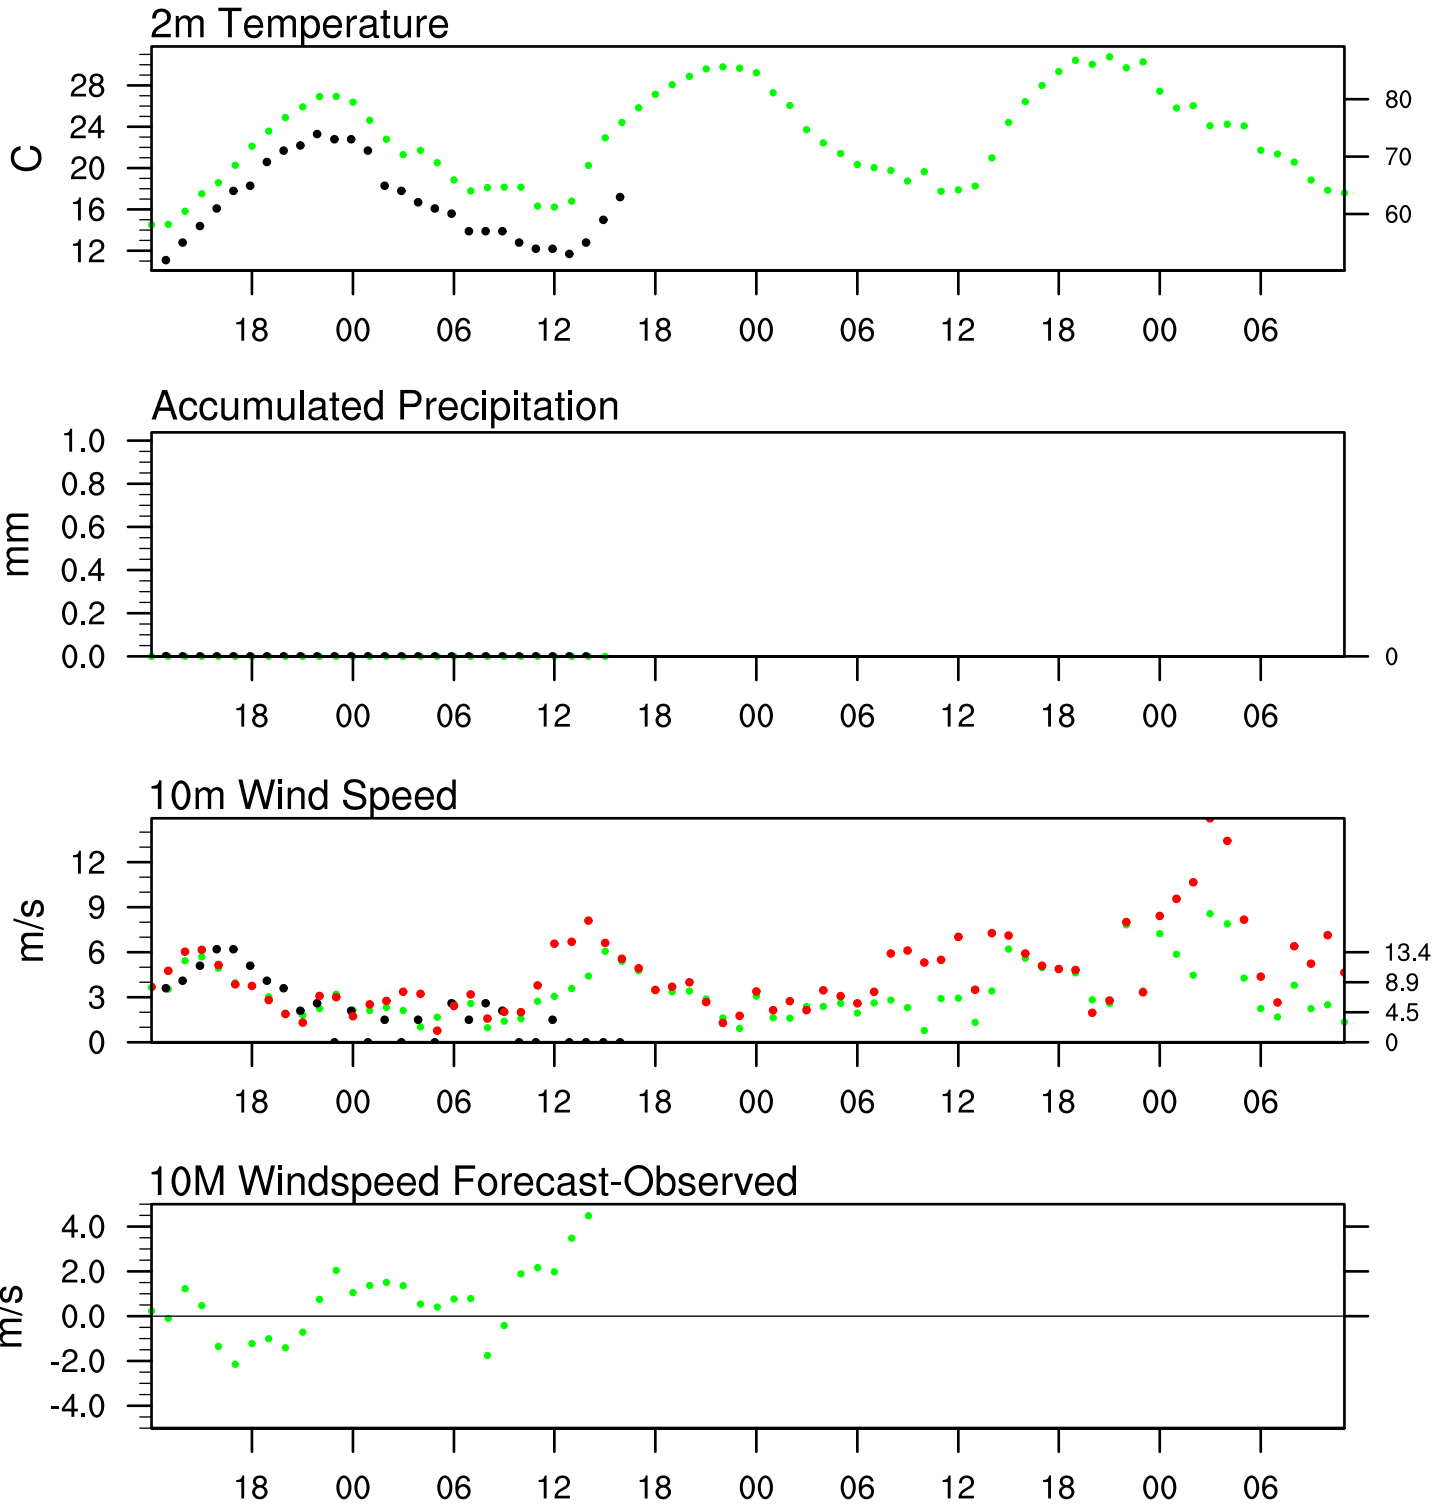 2m Temperature
28
24
20
16
12
C
80
70
60
18 00 06 12 18 00 06 12 18 00 06
Accumulated Precipitation
1.0
0.8
0.6
0.4
0.2
0.0
mm
0
18 00 06 12 18 00 06 12 18 00 06
10m Wind Speed
12
9
6
3
0
m/s
13.4
8.9
4.5
0
18 00 06 12 18 00 06 12 18 00 06
10M Windspeed Forecast-Observed
4.0
2.0
0.0
-2.0
-4.0
m/s
18 00 06 12 18 00 06 12 18 00 06